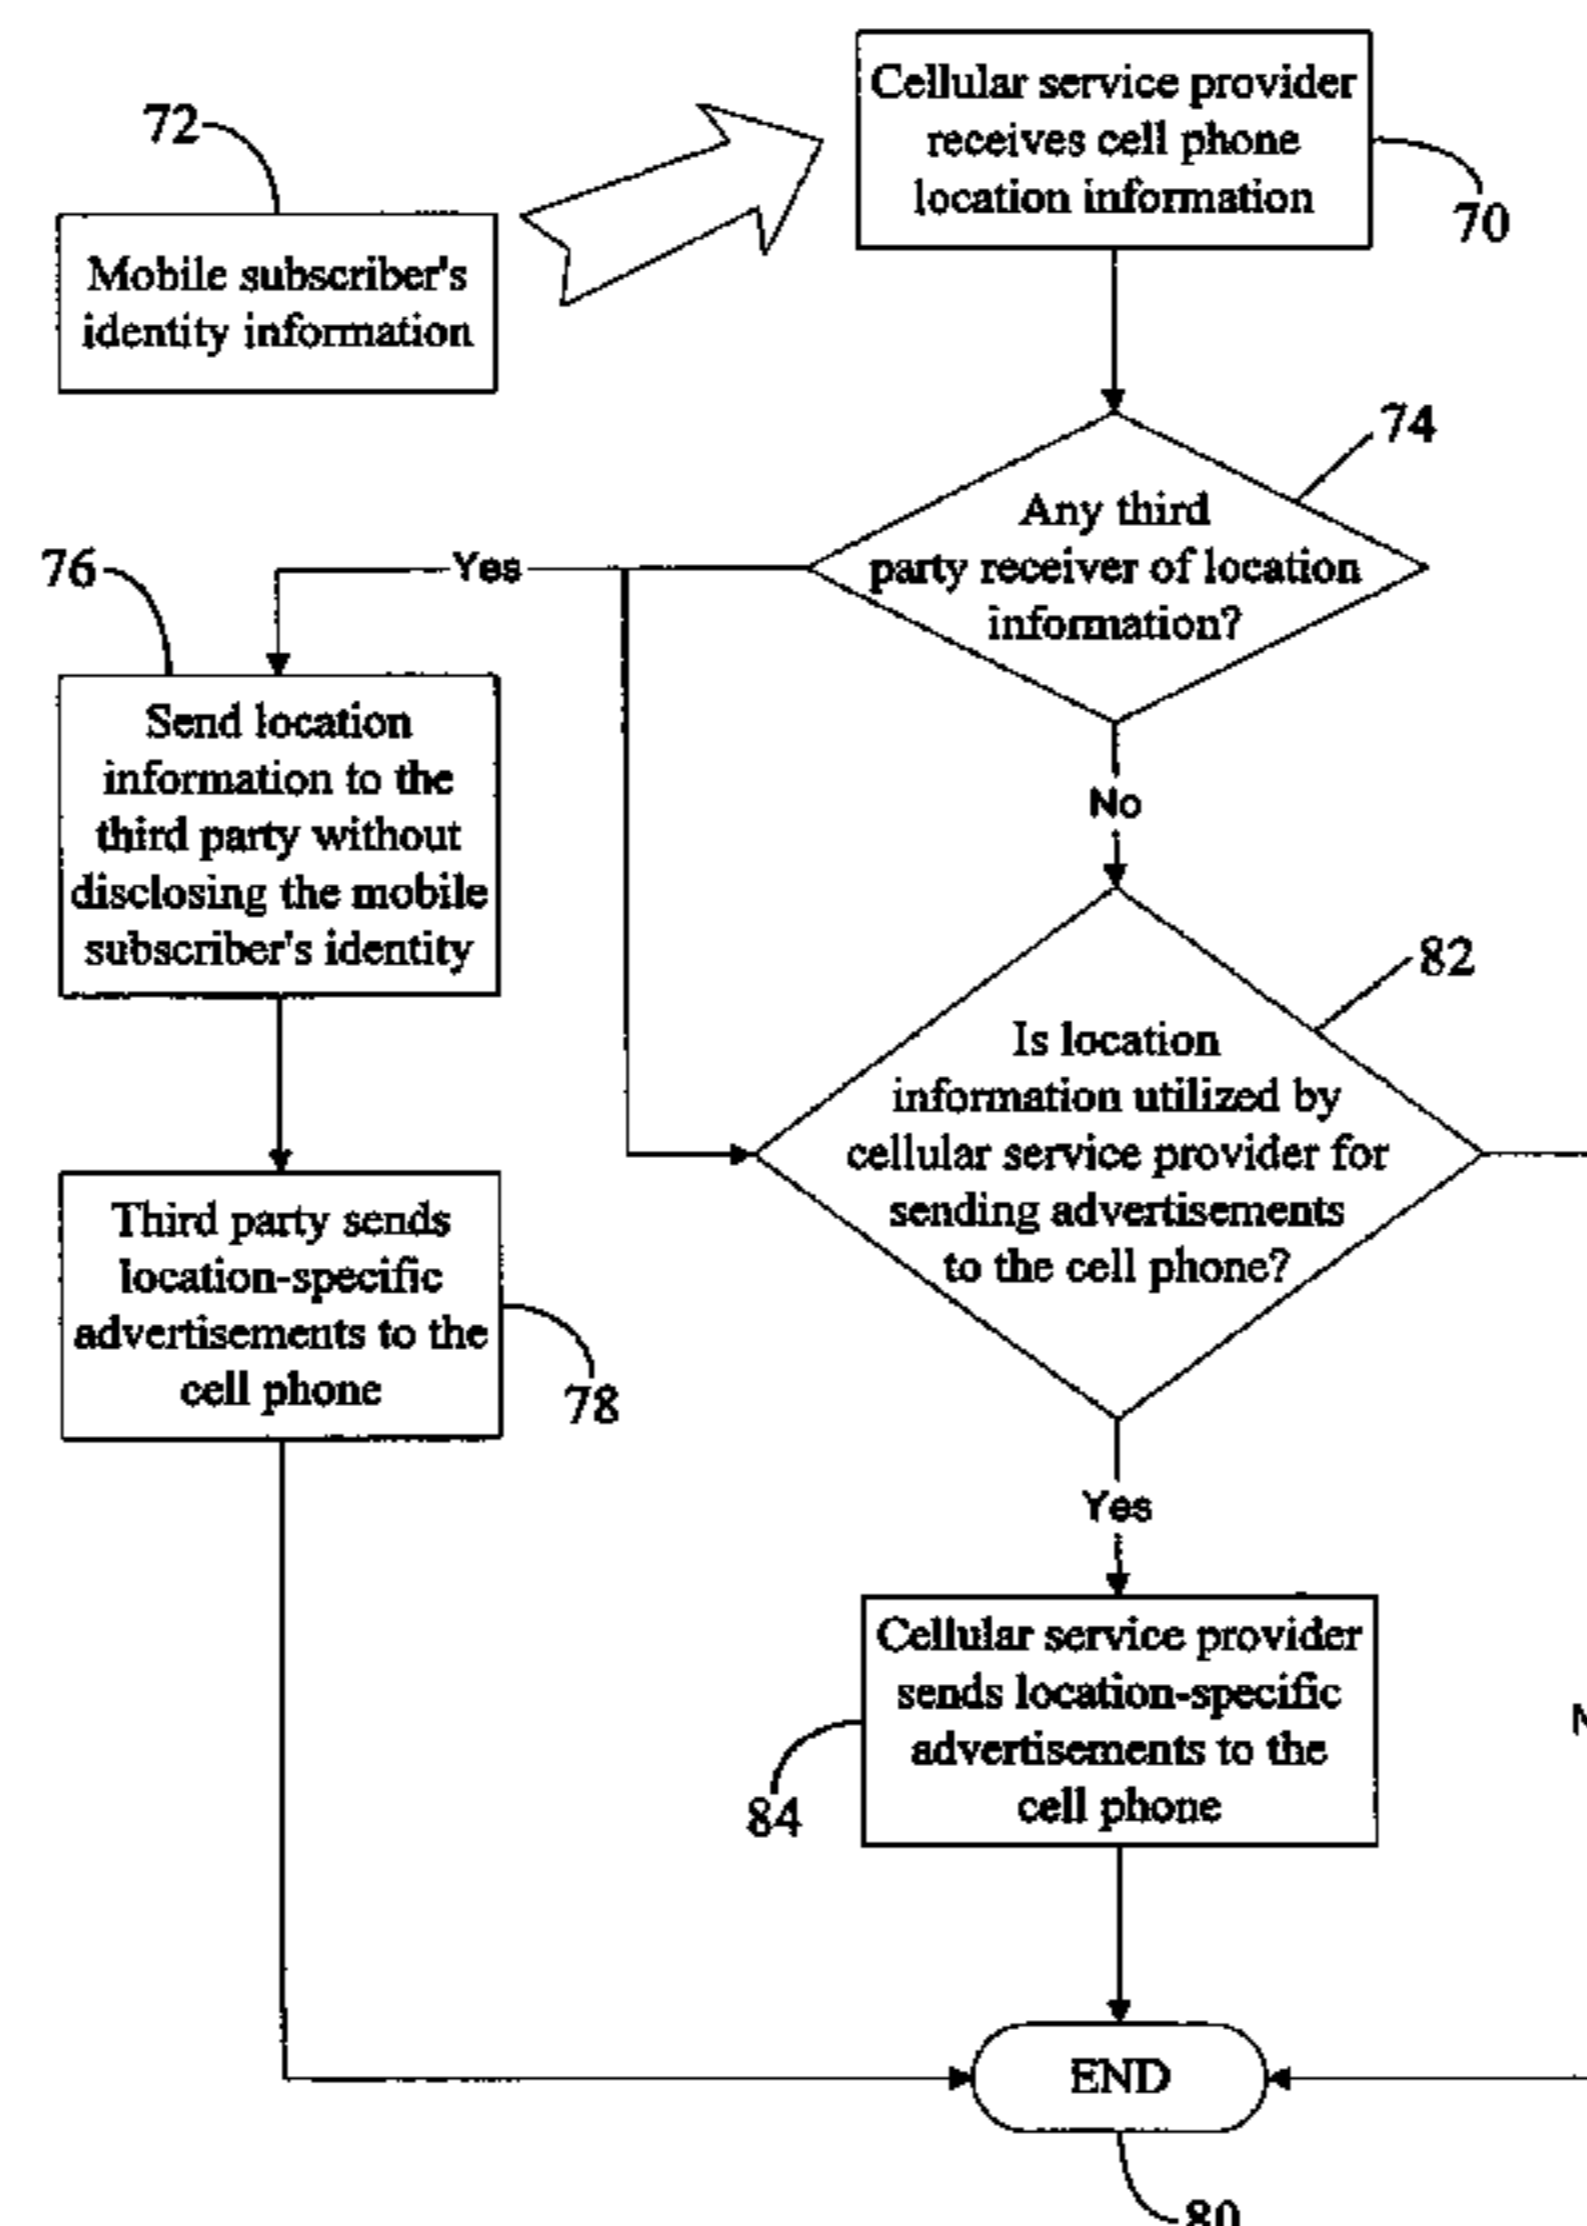 Cellular service provider
receives cell phone
location information
70
72
Mobile subscriber's
identity information
74
Any third
party receiver of location
information?
Yes
No
76
Send location
information to the
third party without
disclosing the mobile
subscriber's identity
82
Is location
information utilized by
cellular service provider for
sending advertisements
to the cell phone?
Third party sends
location-specific
advertisements to the
cell phone
78
Yes
Cellular service provider
sends location-specific
advertisements to the
cell phone
84
END
80